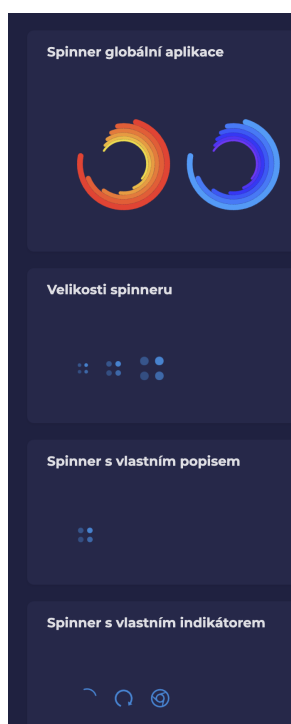 Spinner globální aplikace
Velikosti spinneru
Spinner s vlastním popisem
Spinner s vlastním indikátorem